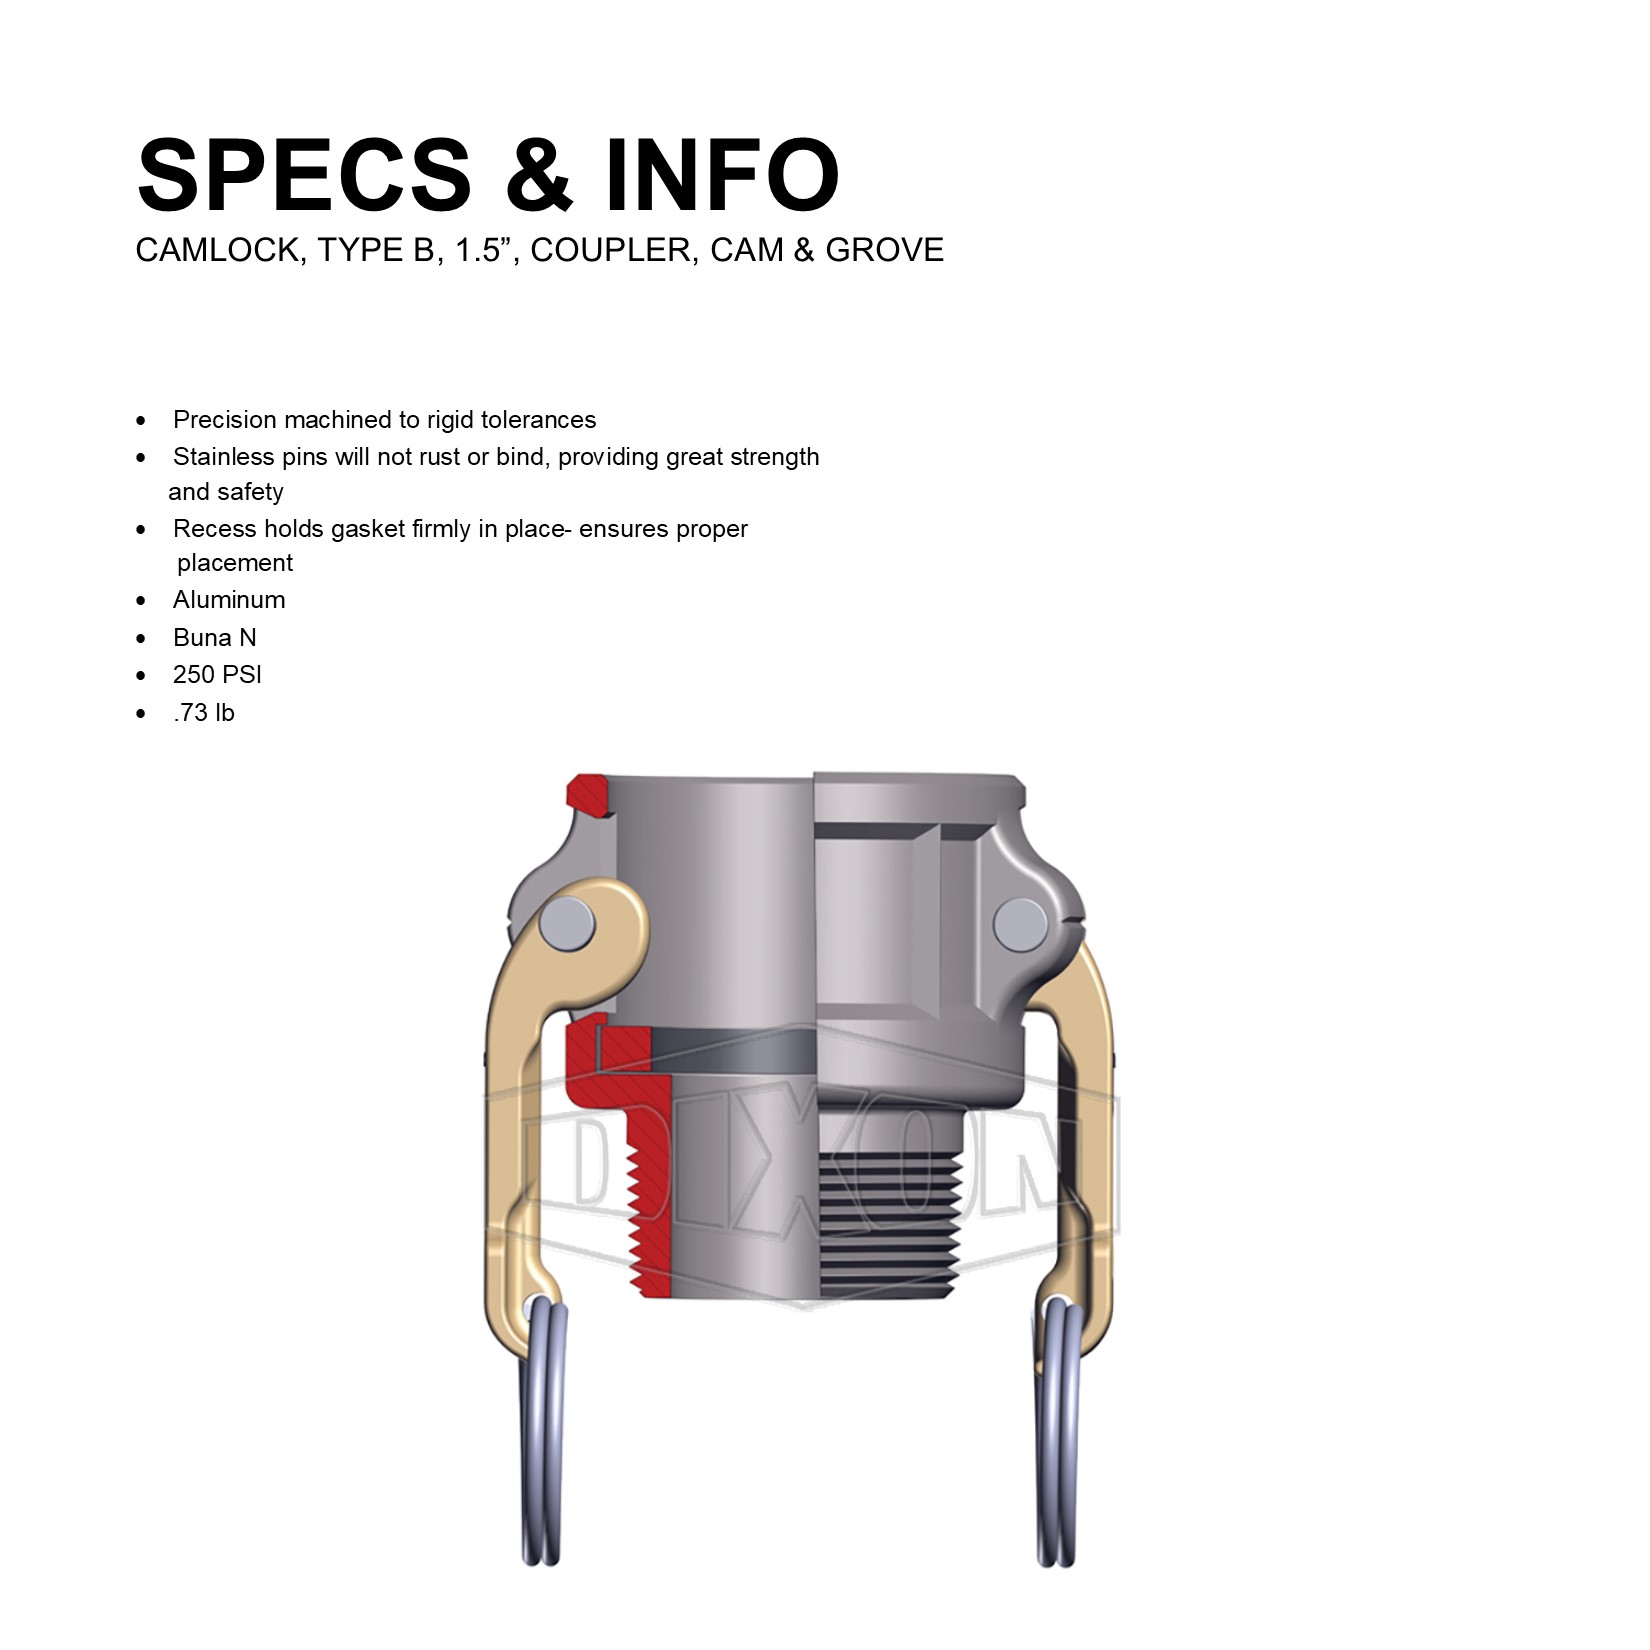 SPECS & INFO
CAMLOCK, TYPE B, 1.5”, COUPLER, CAM & GROVE
• Precision machined to rigid tolerances
• Stainless pins will not rust or bind, providing great strength
and safety
• Recess holds gasket firmly in place- ensures proper
placement
• Aluminum
• Buna N
• 250 PSI
• .73 lb
DIXON